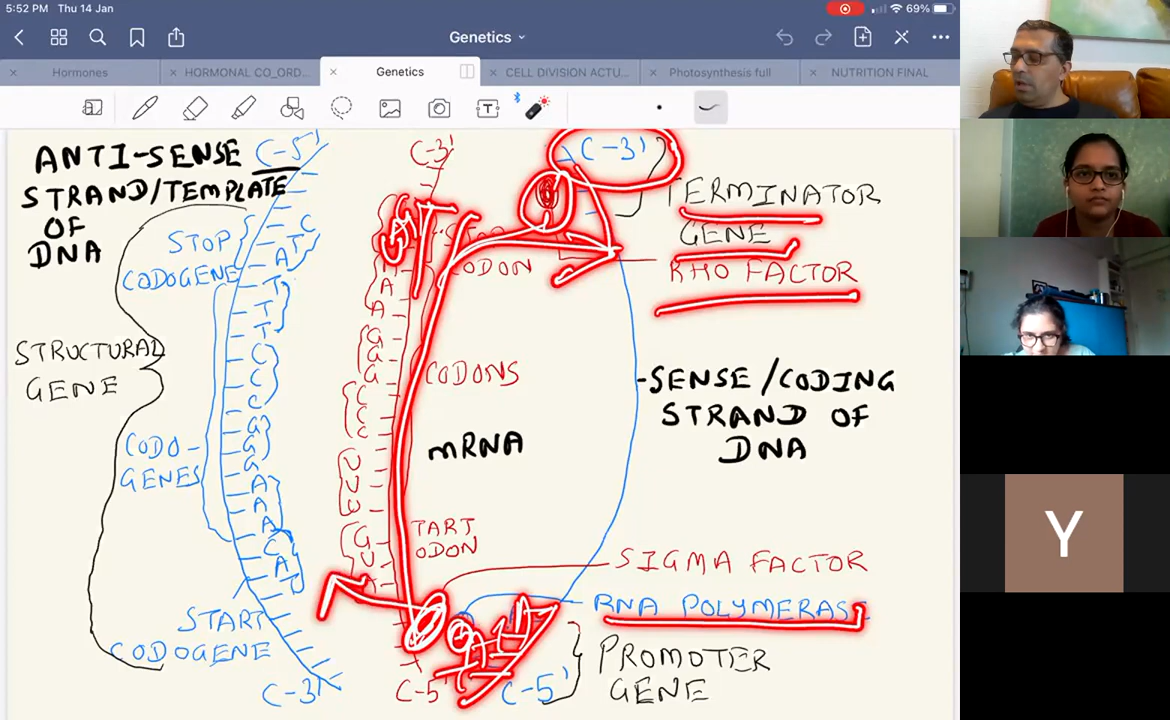 5:52 PM Thu 14 Jan
69%
Genetics
Hormones
HORMONAL CO_ORD...
Genetics
CELL DIVISION ACTU...
Photosynthesis full
NUTRITION FINAL
ANTI-SENSE
STRAND/TEMPLATE
OF
DNA
C-5'
C-3'
C-3'
TERMINATOR
GENE
RHO FACTOR
STOP
CODOGENE
C
T
A
T
T
T
C
C
C
G
G
G
A
A
A
C
A
T
STRUCTURAL
GENE
CODO-
GENES
START
CODOGENE
C-3'
CODON
A
A
G
G
G
C
C
C
U
U
U
G
U
A
CODONS
mRNA
TART
ODON
C-5'
-SENSE/CODING
STRAND OF
DNA
SIGMA FACTOR
RNA POLYMERASE
PROMOTER
GENE
C-5'
Y